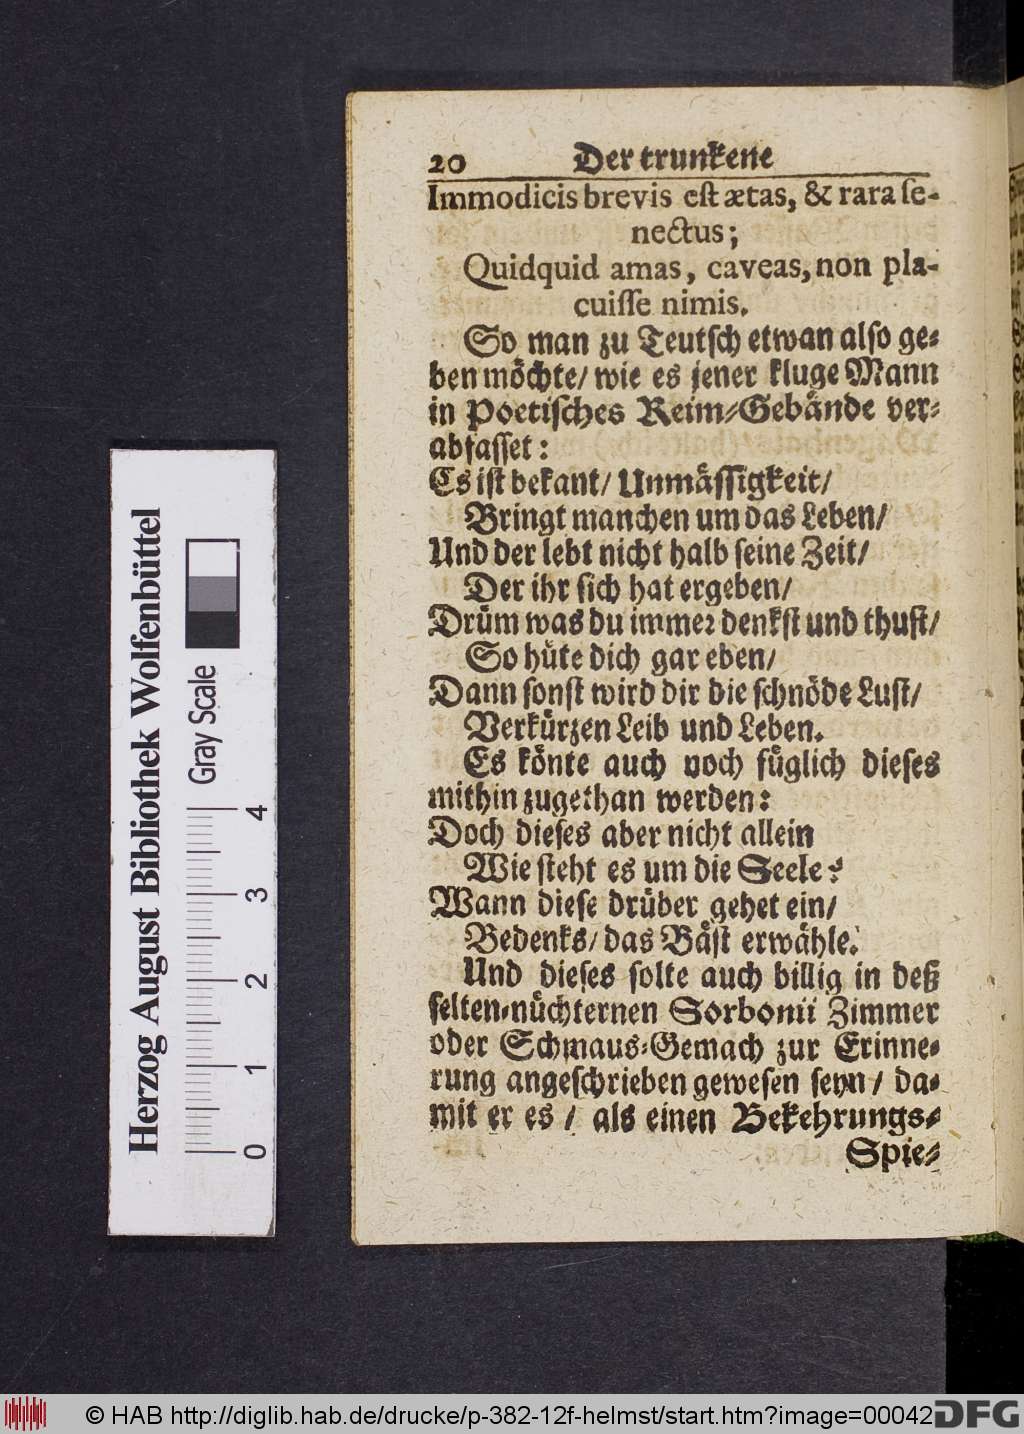 20 Der trunkene
Immodicis brevis eſt ætas, & rara ſe-
nectus;
Quidquid amas, caveas, non pla-
cuiſſe nimis.
So man zu Teutſch etwan alſo ge-
ben möchte/ wie es jener kluge Mann
in Poetiſches Reim-Gebände ver-
abfaſſet:
Es iſt bekant/ Unmäſſigkeit/
Bringt manchen um das Leben/
Und der lebt nicht halb ſeine Zeit/
Der ihr ſich hat ergeben/
Drüm was du immer denkſt und thuſt/
So hüte dich gar eben/
Dann ſonſt wird dir die ſchnöde Luſt/
Verkürzen Leib und Leben.
Es könte auch noch füglich dieſes
mithin zugethan werden:
Doch dieſes aber nicht allein
Wie ſteht es um die Seele?
Wann dieſe drüber gehet ein/
Bedenks/ das Bäſt erwähle.
Und dieſes ſolte auch billig in deß
ſelten-nüchternen Sorbonii Zimmer
oder Schmaus-Gemach zur Erinne-
rung angeſchrieben geweſen ſeyn/ da-
mit er es/ als einen Bekehrungs-
Spie-
Herzog August Bibliothek Wolfenbüttel
Gray Scale
0 1 2 3 4
© HAB http://diglib.hab.de/drucke/p-382-12f-helmst/start.htm?image=00042
DFG